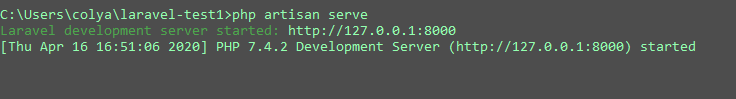 C:\Users\colya\laravel-test1>php artisan serve
Laravel development server started: http://127.0.0.1:8000
[Thu Apr 16 16:51:06 2020] PHP 7.4.2 Development Server (http://127.0.0.1:8000) started